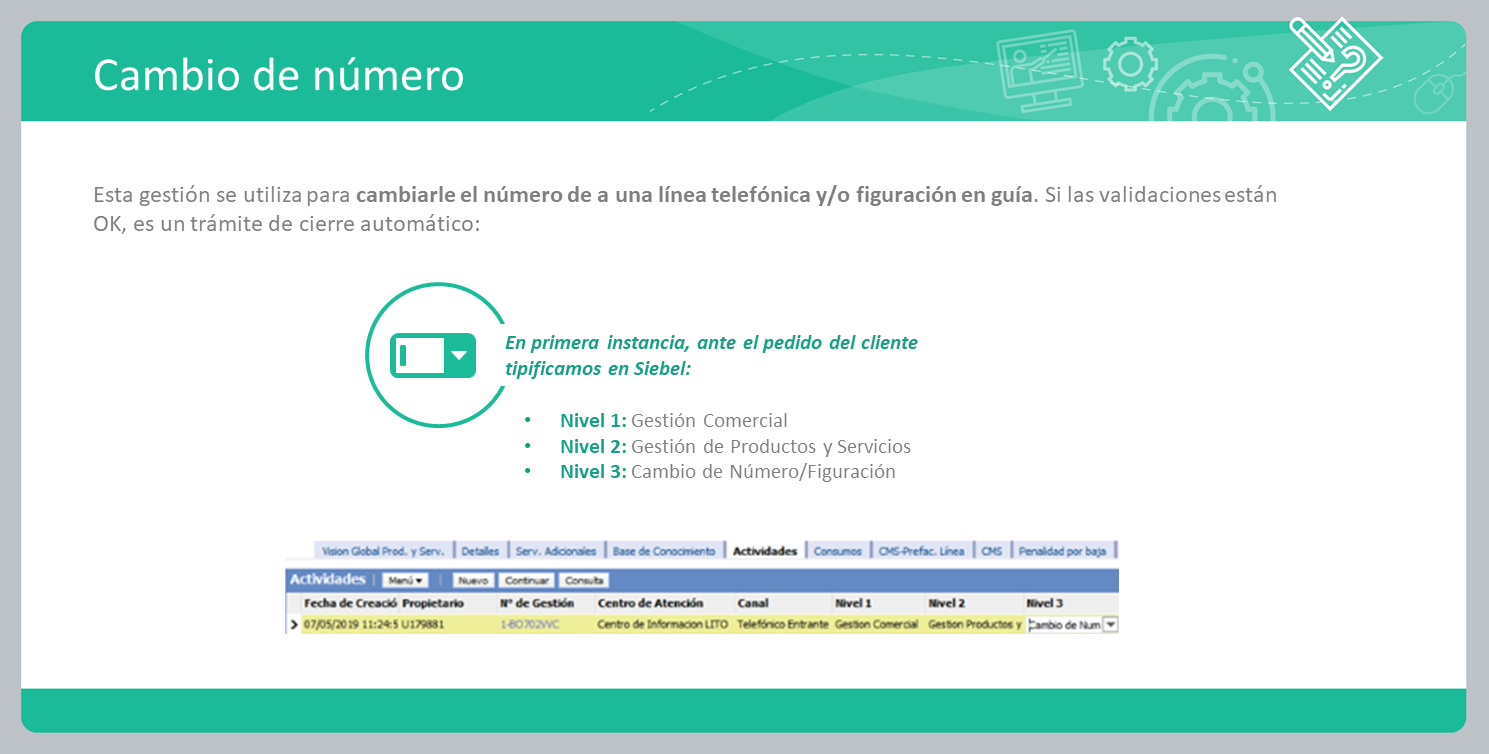 Cambio de número
Esta gestión se utiliza para cambiarle el número de a una línea telefónica y/o figuración en guía. Si las validaciones están
OK, es un trámite de cierre automático:
En primera instancia, ante el pedido del cliente
tipificamos en Siebel:
• Nivel 1: Gestión Comercial
• Nivel 2: Gestión de Productos y Servicios
• Nivel 3: Cambio de Número/Figuración
Vision Global Prod. y Serv. Detalles Serv. Adicionales Base de Conocimiento Actividades Consumos CMS-Prefac. Línea CMS Penalidad por baja
Actividades Menú Nuevo Continuar Consulta
Fecha de Creació Propietario N° de Gestión Centro de Atención Canal Nivel 1 Nivel 2 Nivel 3
07/05/2019 11:24:5 U179881 1-BO702VVC Centro de Informacion LITO Telefónico Entrante Gestion Comercial Gestion Productos y Cambio de Num